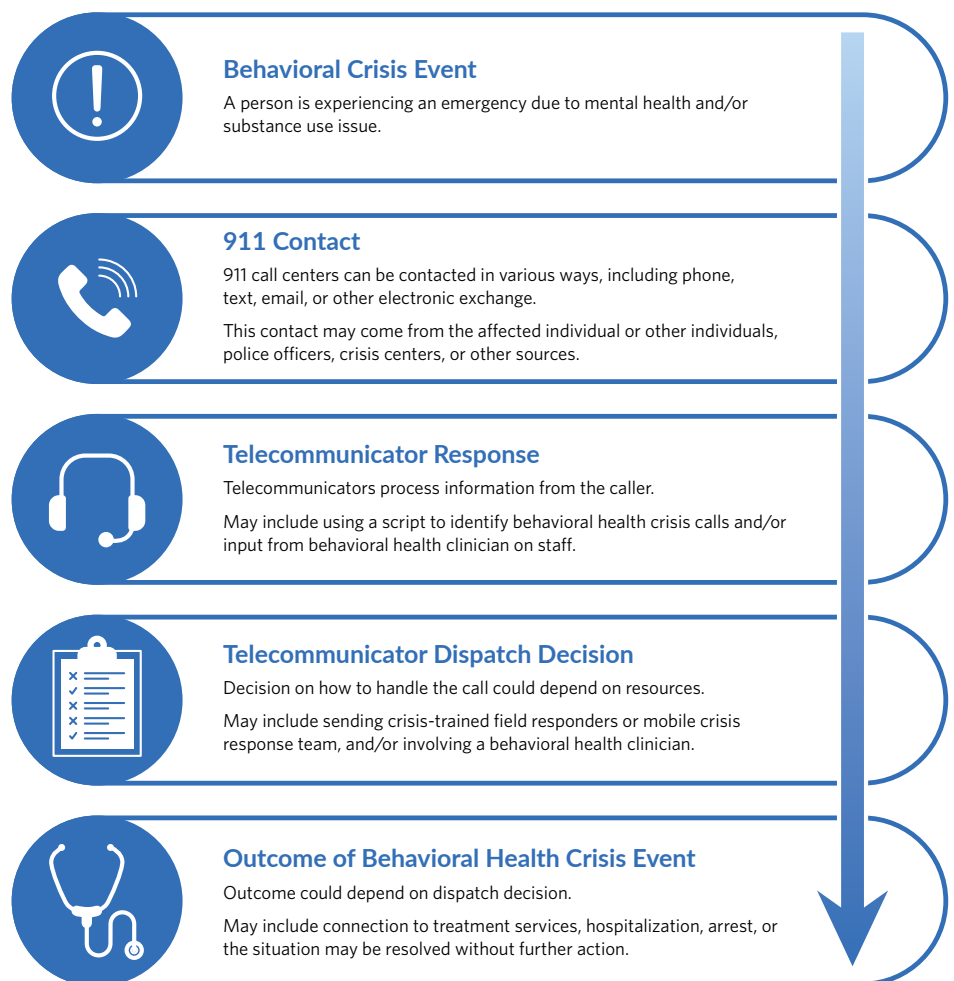 Behavioral Crisis Event
A person is experiencing an emergency due to mental health and/or
substance use issue.
911 Contact
911 call centers can be contacted in various ways, including phone,
text, email, or other electronic exchange.
This contact may come from the affected individual or other individuals,
police officers, crisis centers, or other sources.
Telecommunicator Response
Telecommunicators process information from the caller.
May include using a script to identify behavioral health crisis calls and/or
input from behavioral health clinician on staff.
Telecommunicator Dispatch Decision
Decision on how to handle the call could depend on resources.
May include sending crisis-trained field responders or mobile crisis
response team, and/or involving a behavioral health clinician.
Outcome of Behavioral Health Crisis Event
Outcome could depend on dispatch decision.
May include connection to treatment services, hospitalization, arrest, or
the situation may be resolved without further action.